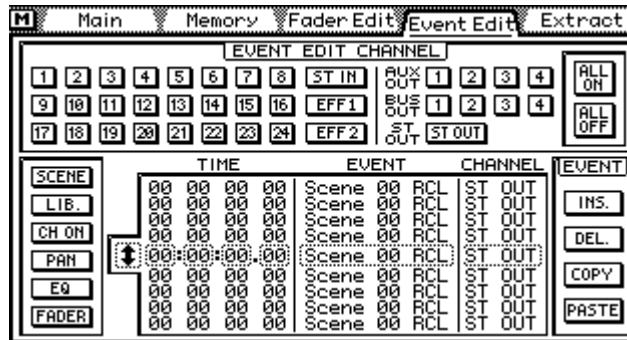 M Main Memory Fader Edit Event Edit Extract
EVENT EDIT CHANNEL
1 2 3 4 5 6 7 8 ST IN AUX OUT 1 2 3 4 ALL ON
9 10 11 12 13 14 15 16 EFF1 BUS OUT 1 2 3 4 ALL OFF
17 18 19 20 21 22 23 24 EFF2 ST OUT ST OUT
SCENE
LIB.
CH ON
PAN
EQ
FADER
TIME EVENT CHANNEL
00 00 00 00 Scene 00 RCL ST OUT
00 00 00 00 Scene 00 RCL ST OUT
00 00 00 00 Scene 00 RCL ST OUT
00 00 00 00 Scene 00 RCL ST OUT
00:00:00.00 Scene 00 RCL ST OUT
00 00 00 00 Scene 00 RCL ST OUT
00 00 00 00 Scene 00 RCL ST OUT
00 00 00 00 Scene 00 RCL ST OUT
00 00 00 00 Scene 00 RCL ST OUT
EVENT
INS.
DEL.
COPY
PASTE